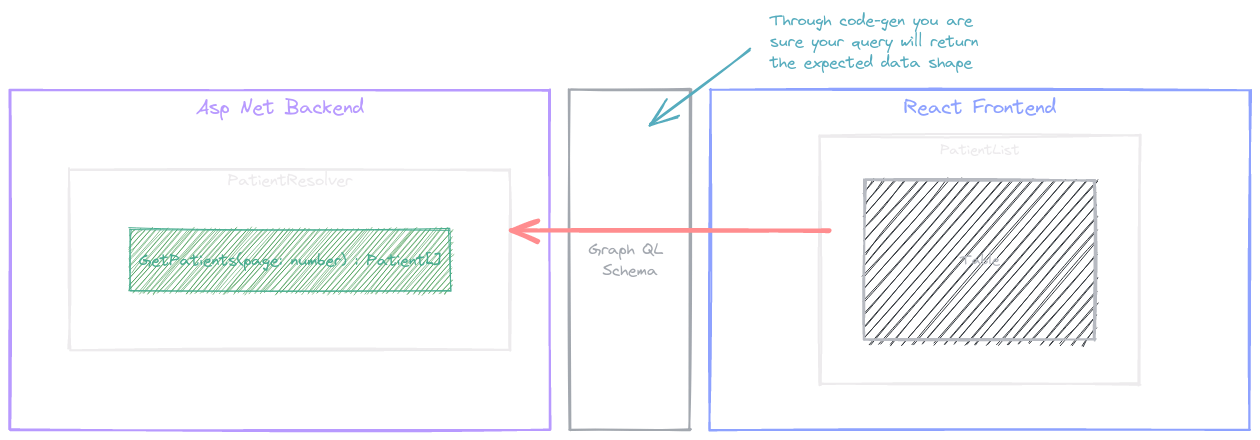 Through code-gen you are
sure your query will return
the expected data shape
Asp Net Backend
React Frontend
PatientList
PatientResolver
GetPatients(page: number) : Patient[]
Graph QL
Schema
Table